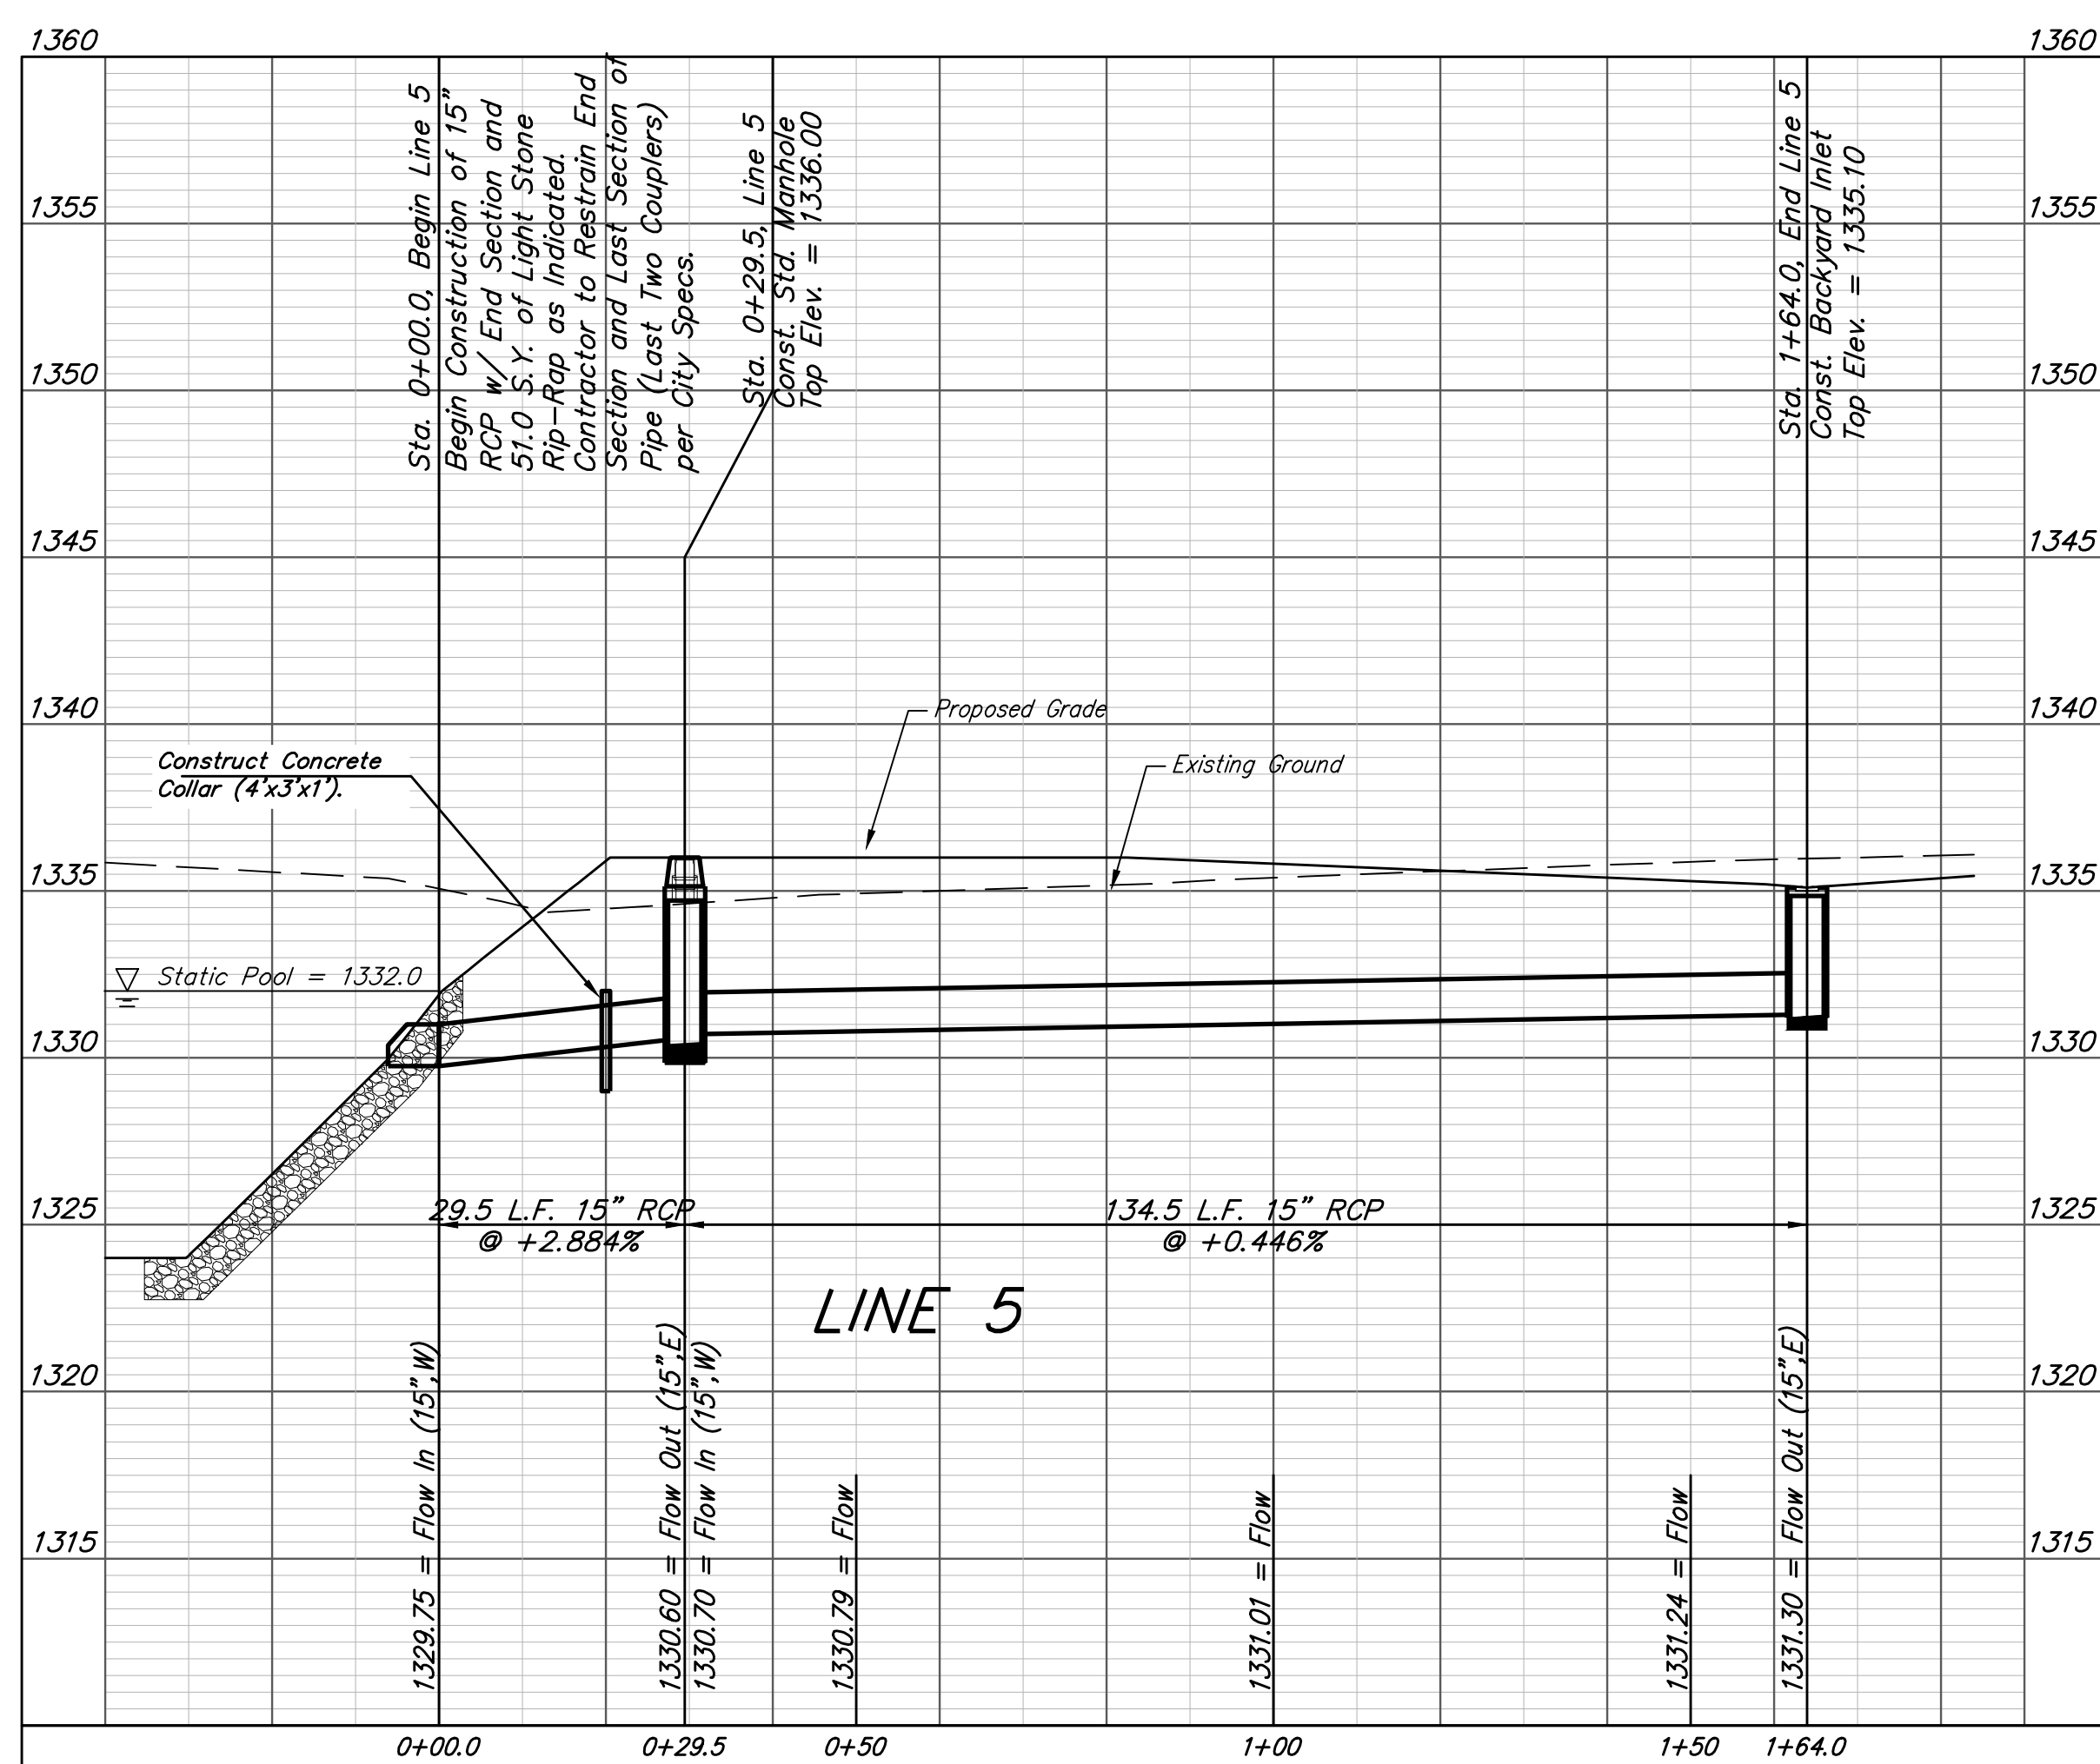 1360
1360
1355
1355
1350
1350
1345
1345
1340
1340
1335
1335
1330
1330
1325
1325
1320
1320
1315
1315
Sta. 0+00.0, Begin Line 5
Begin Construction of 15"
RCP w/ End Section and
51.0 S.Y. of Light Stone
Rip-Rap as Indicated.
Contractor to Restrain End
Section and Last Section of
Pipe (Last Two Couplers)
per City Specs.
Sta. 0+29.5, Line 5
Const. Std. Manhole
Top Elev. = 1336.00
Sta. 1+64.0, End Line 5
Const. Backyard Inlet
Top Elev. = 1335.10
Proposed Grade
Existing Ground
Construct Concrete
Collar (4'x3'x1').
Static Pool = 1332.0
29.5 L.F. 15" RCP
@ +2.884%
134.5 L.F. 15" RCP
@ +0.446%
LINE 5
1329.75 = Flow In (15",W)
1330.60 = Flow Out (15",E)
1330.70 = Flow In (15",W)
1330.79 = Flow
1331.01 = Flow
1331.24 = Flow
1331.30 = Flow Out (15",E)
0+00.0
0+29.5
0+50
1+00
1+50
1+64.0